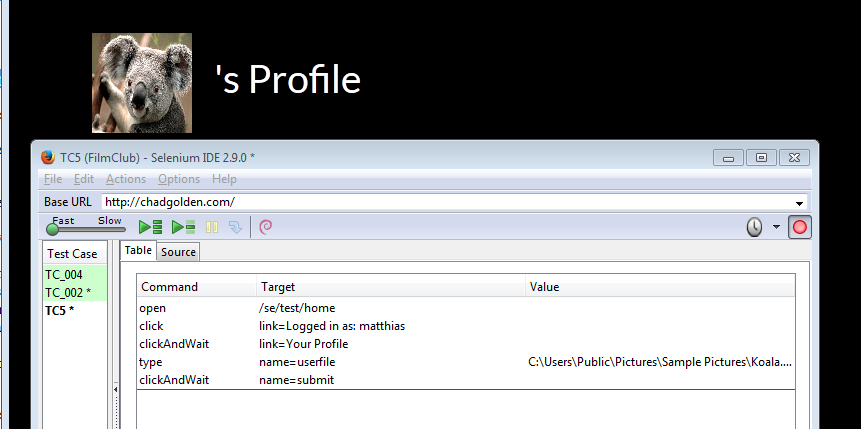 's Profile
TC5 (FilmClub) - Selenium IDE 2.9.0 *
File Edit Actions Options Help
Base URL http://chadgolden.com/
Fast Slow
Test Case Table Source
TC_004
TC_002 *
TC5 *
Command Target Value
open /se/test/home
click link=Logged in as: matthias
clickAndWait link=Your Profile
type name=userfile C:\Users\Public\Pictures\Sample Pictures\Koala....
clickAndWait name=submit